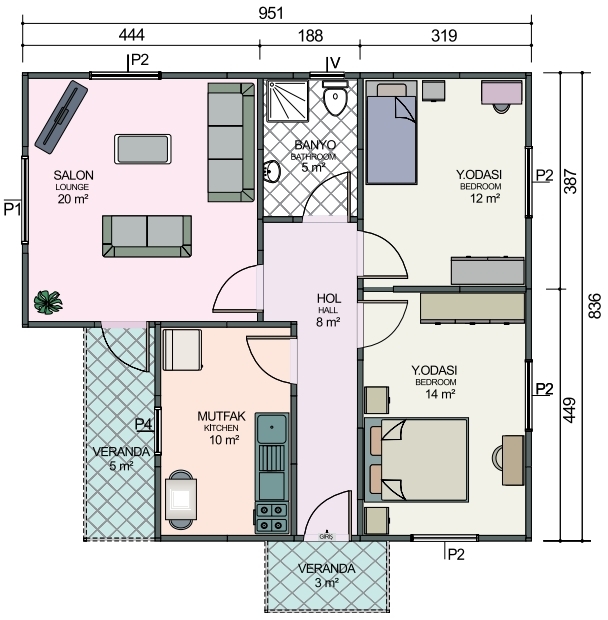 951
444
188
319
P2
V
BANYO
BATHROOM
5 m²
SALON
LOUNGE
20 m²
Y.ODASI
BEDROOM
12 m²
P2
387
P1
HOL
HALL
8 m²
836
Y.ODASI
BEDROOM
14 m²
P2
449
MUTFAK
KİTCHEN
10 m²
P4
VERANDA
5 m²
GİRİŞ
P2
VERANDA
3 m²